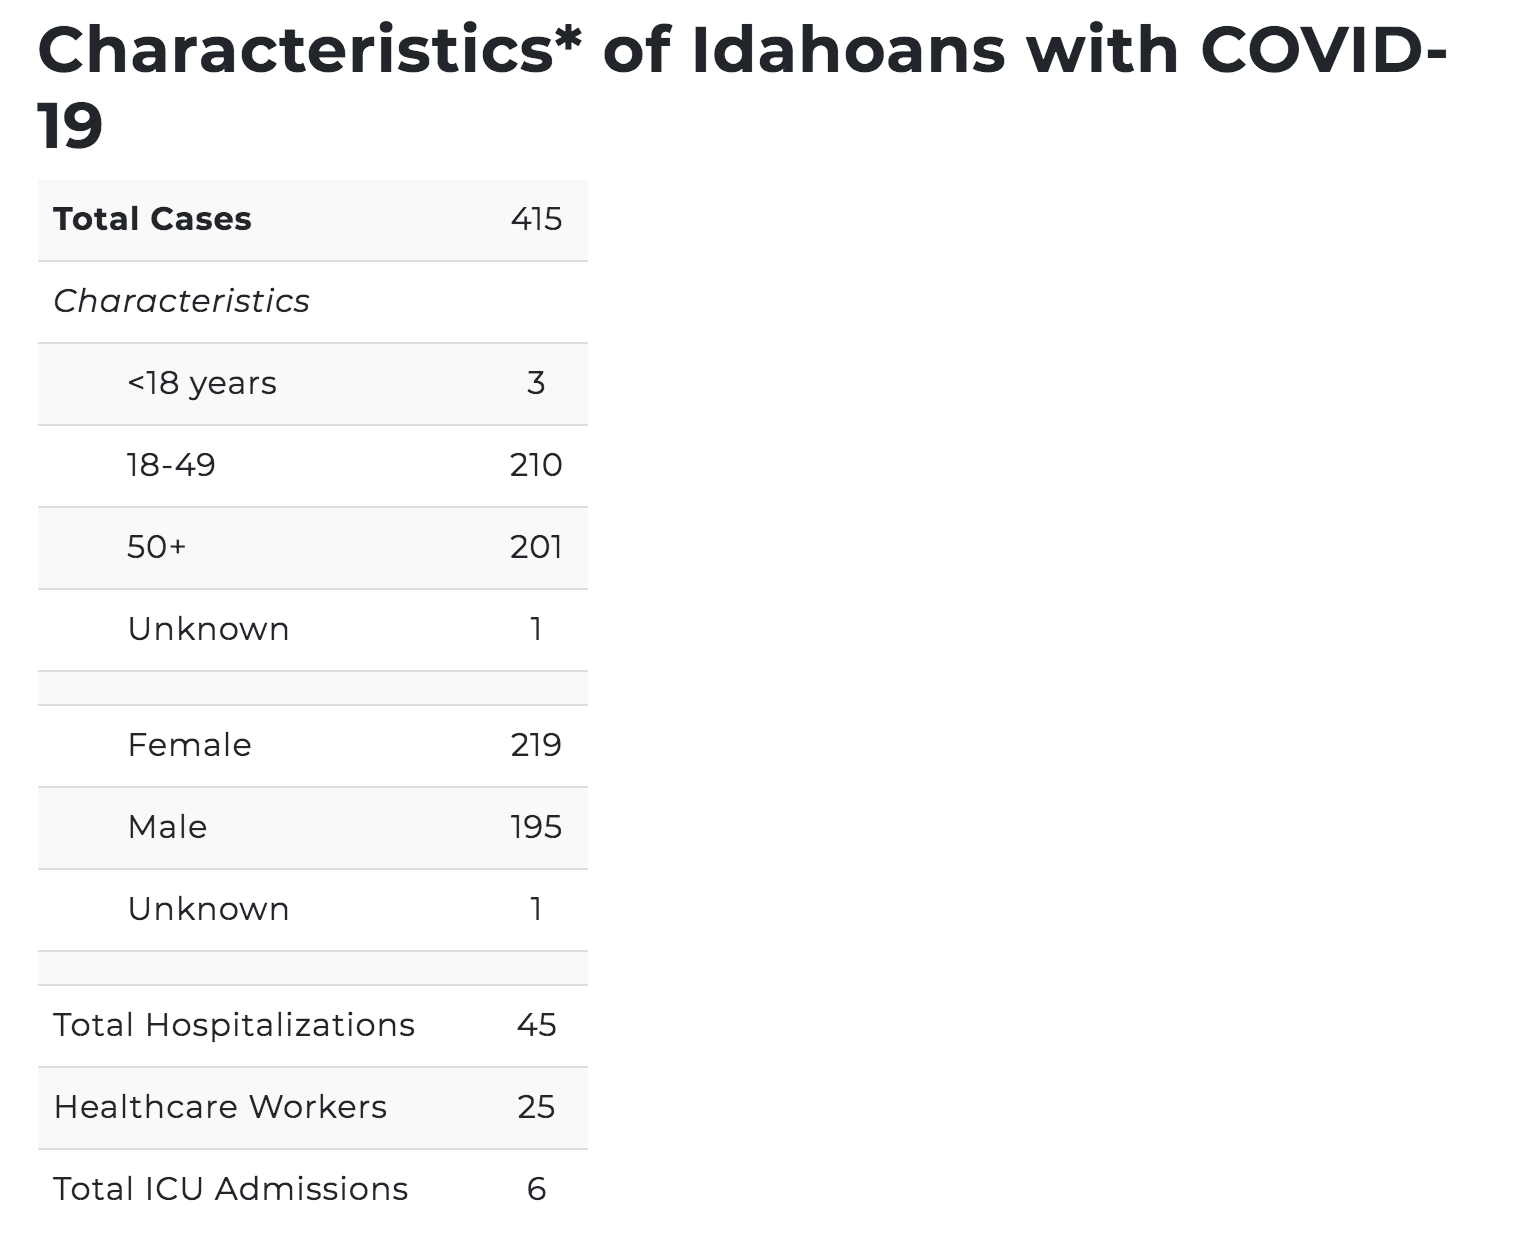 Characteristics* of Idahoans with COVID-
19
Total Cases 415
Characteristics
<18 years 3
18-49 210
50+ 201
Unknown 1
Female 219
Male 195
Unknown 1
Total Hospitalizations 45
Healthcare Workers 25
Total ICU Admissions 6